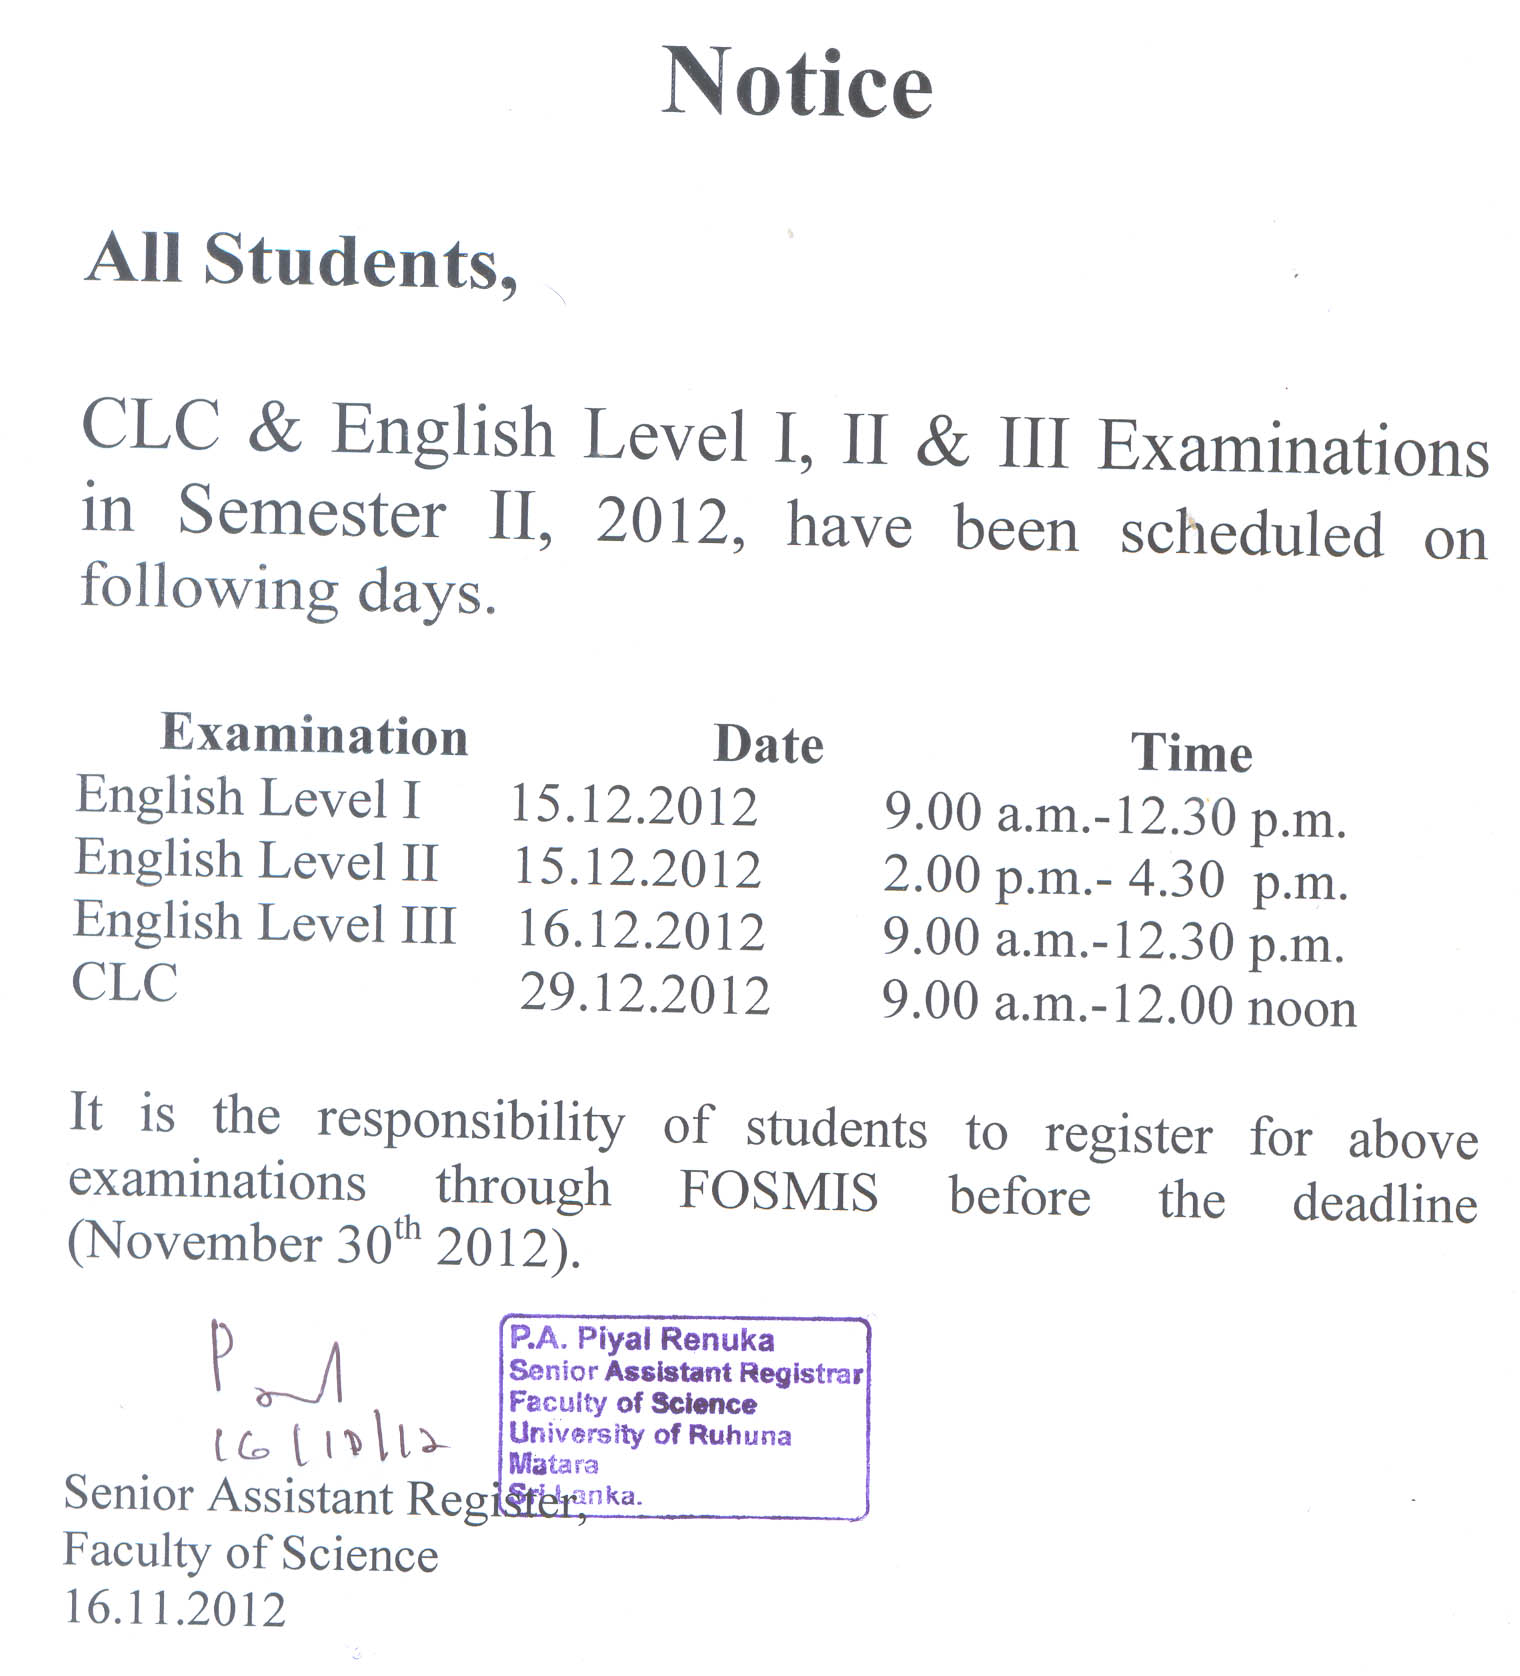 Notice
All Students,
CLC & English Level I, II & III Examinations
in Semester II, 2012, have been scheduled on
following days.
Examination Date Time
English Level I 15.12.2012 9.00 a.m.-12.30 p.m.
English Level II 15.12.2012 2.00 p.m.- 4.30 p.m.
English Level III 16.12.2012 9.00 a.m.-12.30 p.m.
CLC 29.12.2012 9.00 a.m.-12.00 noon
It is the responsibility of students to register for above
examinations through FOSMIS before the deadline
(November 30th 2012).
16/10/12
P.A. Piyal Renuka
Senior Assistant Registrar
Faculty of Science
University of Ruhuna
Matara
Sri Lanka.
Senior Assistant Register,
Faculty of Science
16.11.2012